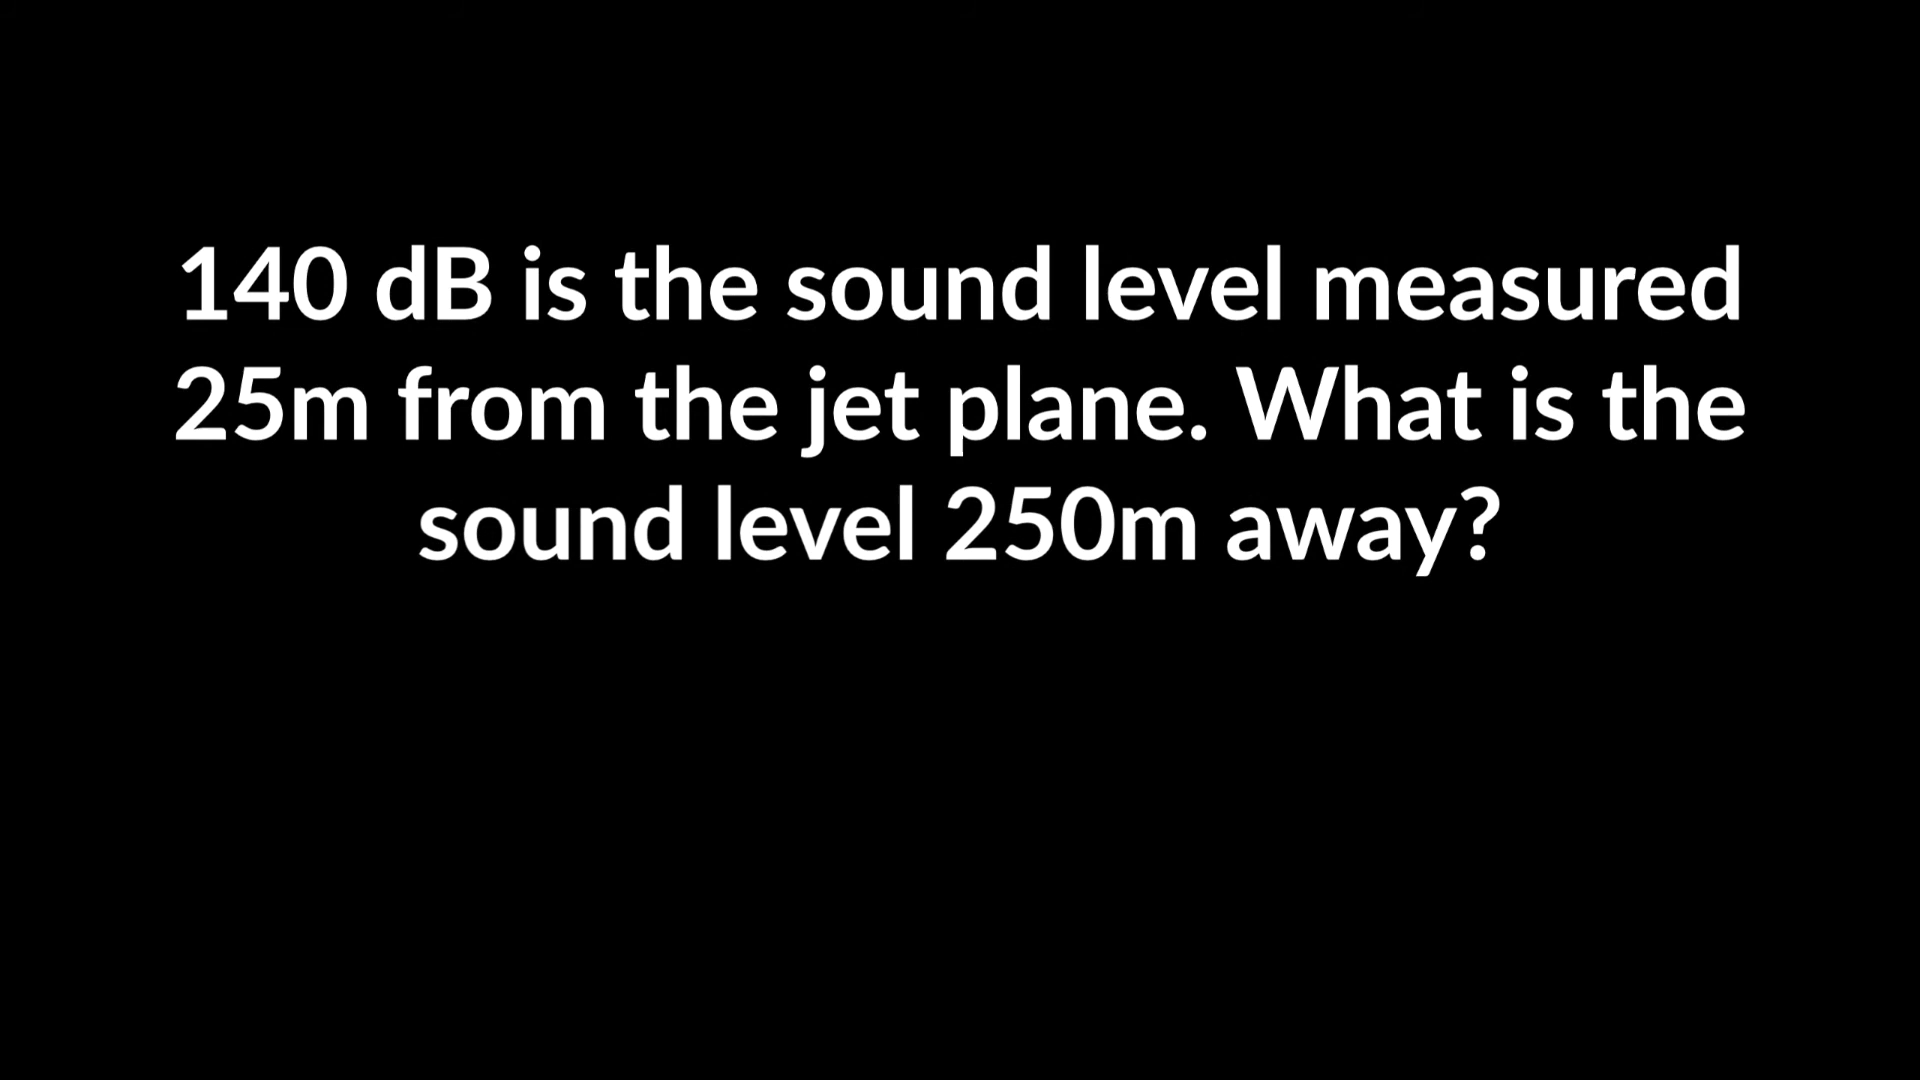 140 dB is the sound level measured
25m from the jet plane. What is the
sound level 250m away?